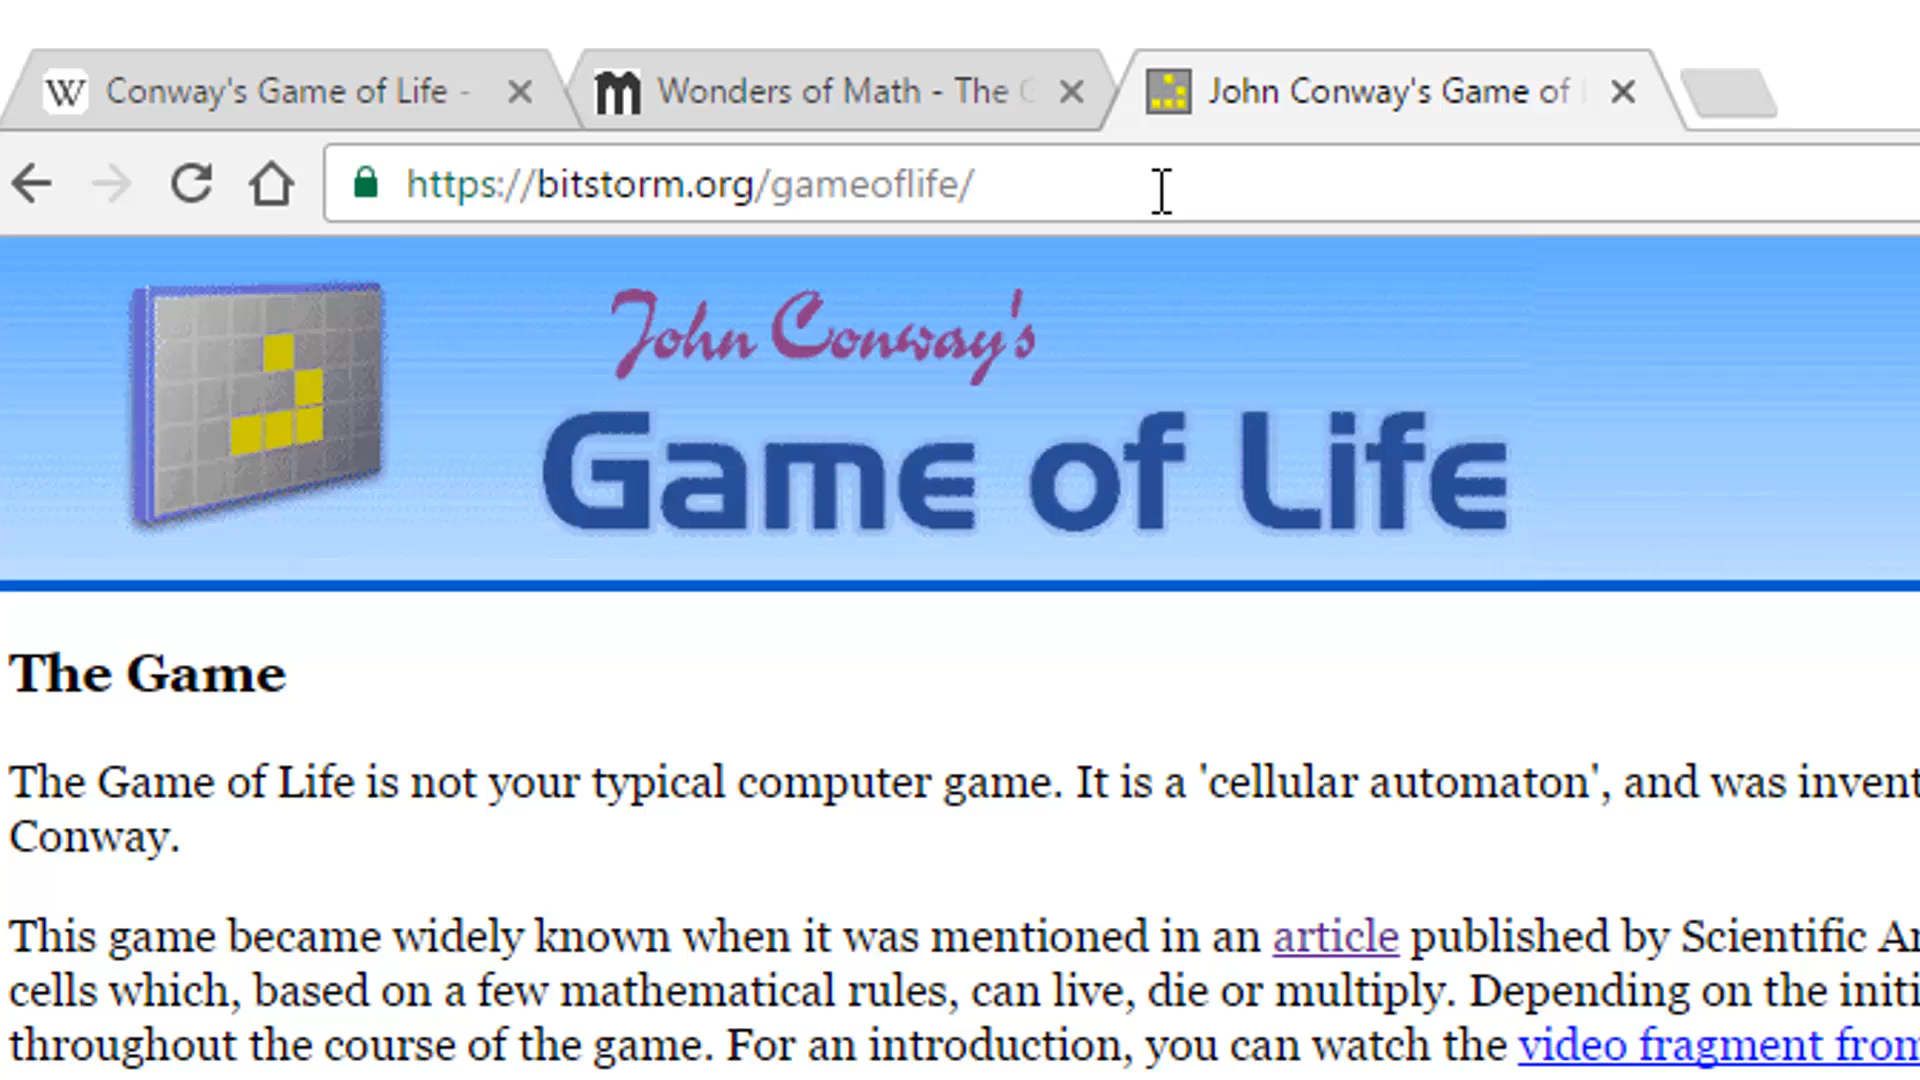 W Conway's Game of Life - Wonders of Math - The John Conway's Game of
https://bitstorm.org/gameoflife/
John Conway's
Game of Life
The Game
The Game of Life is not your typical computer game. It is a 'cellular automaton', and was invent
Conway.
This game became widely known when it was mentioned in an article published by Scientific
cells which, based on a few mathematical rules, can live, die or multiply. Depending on the initi
throughout the course of the game. For an introduction, you can watch the video fragment from